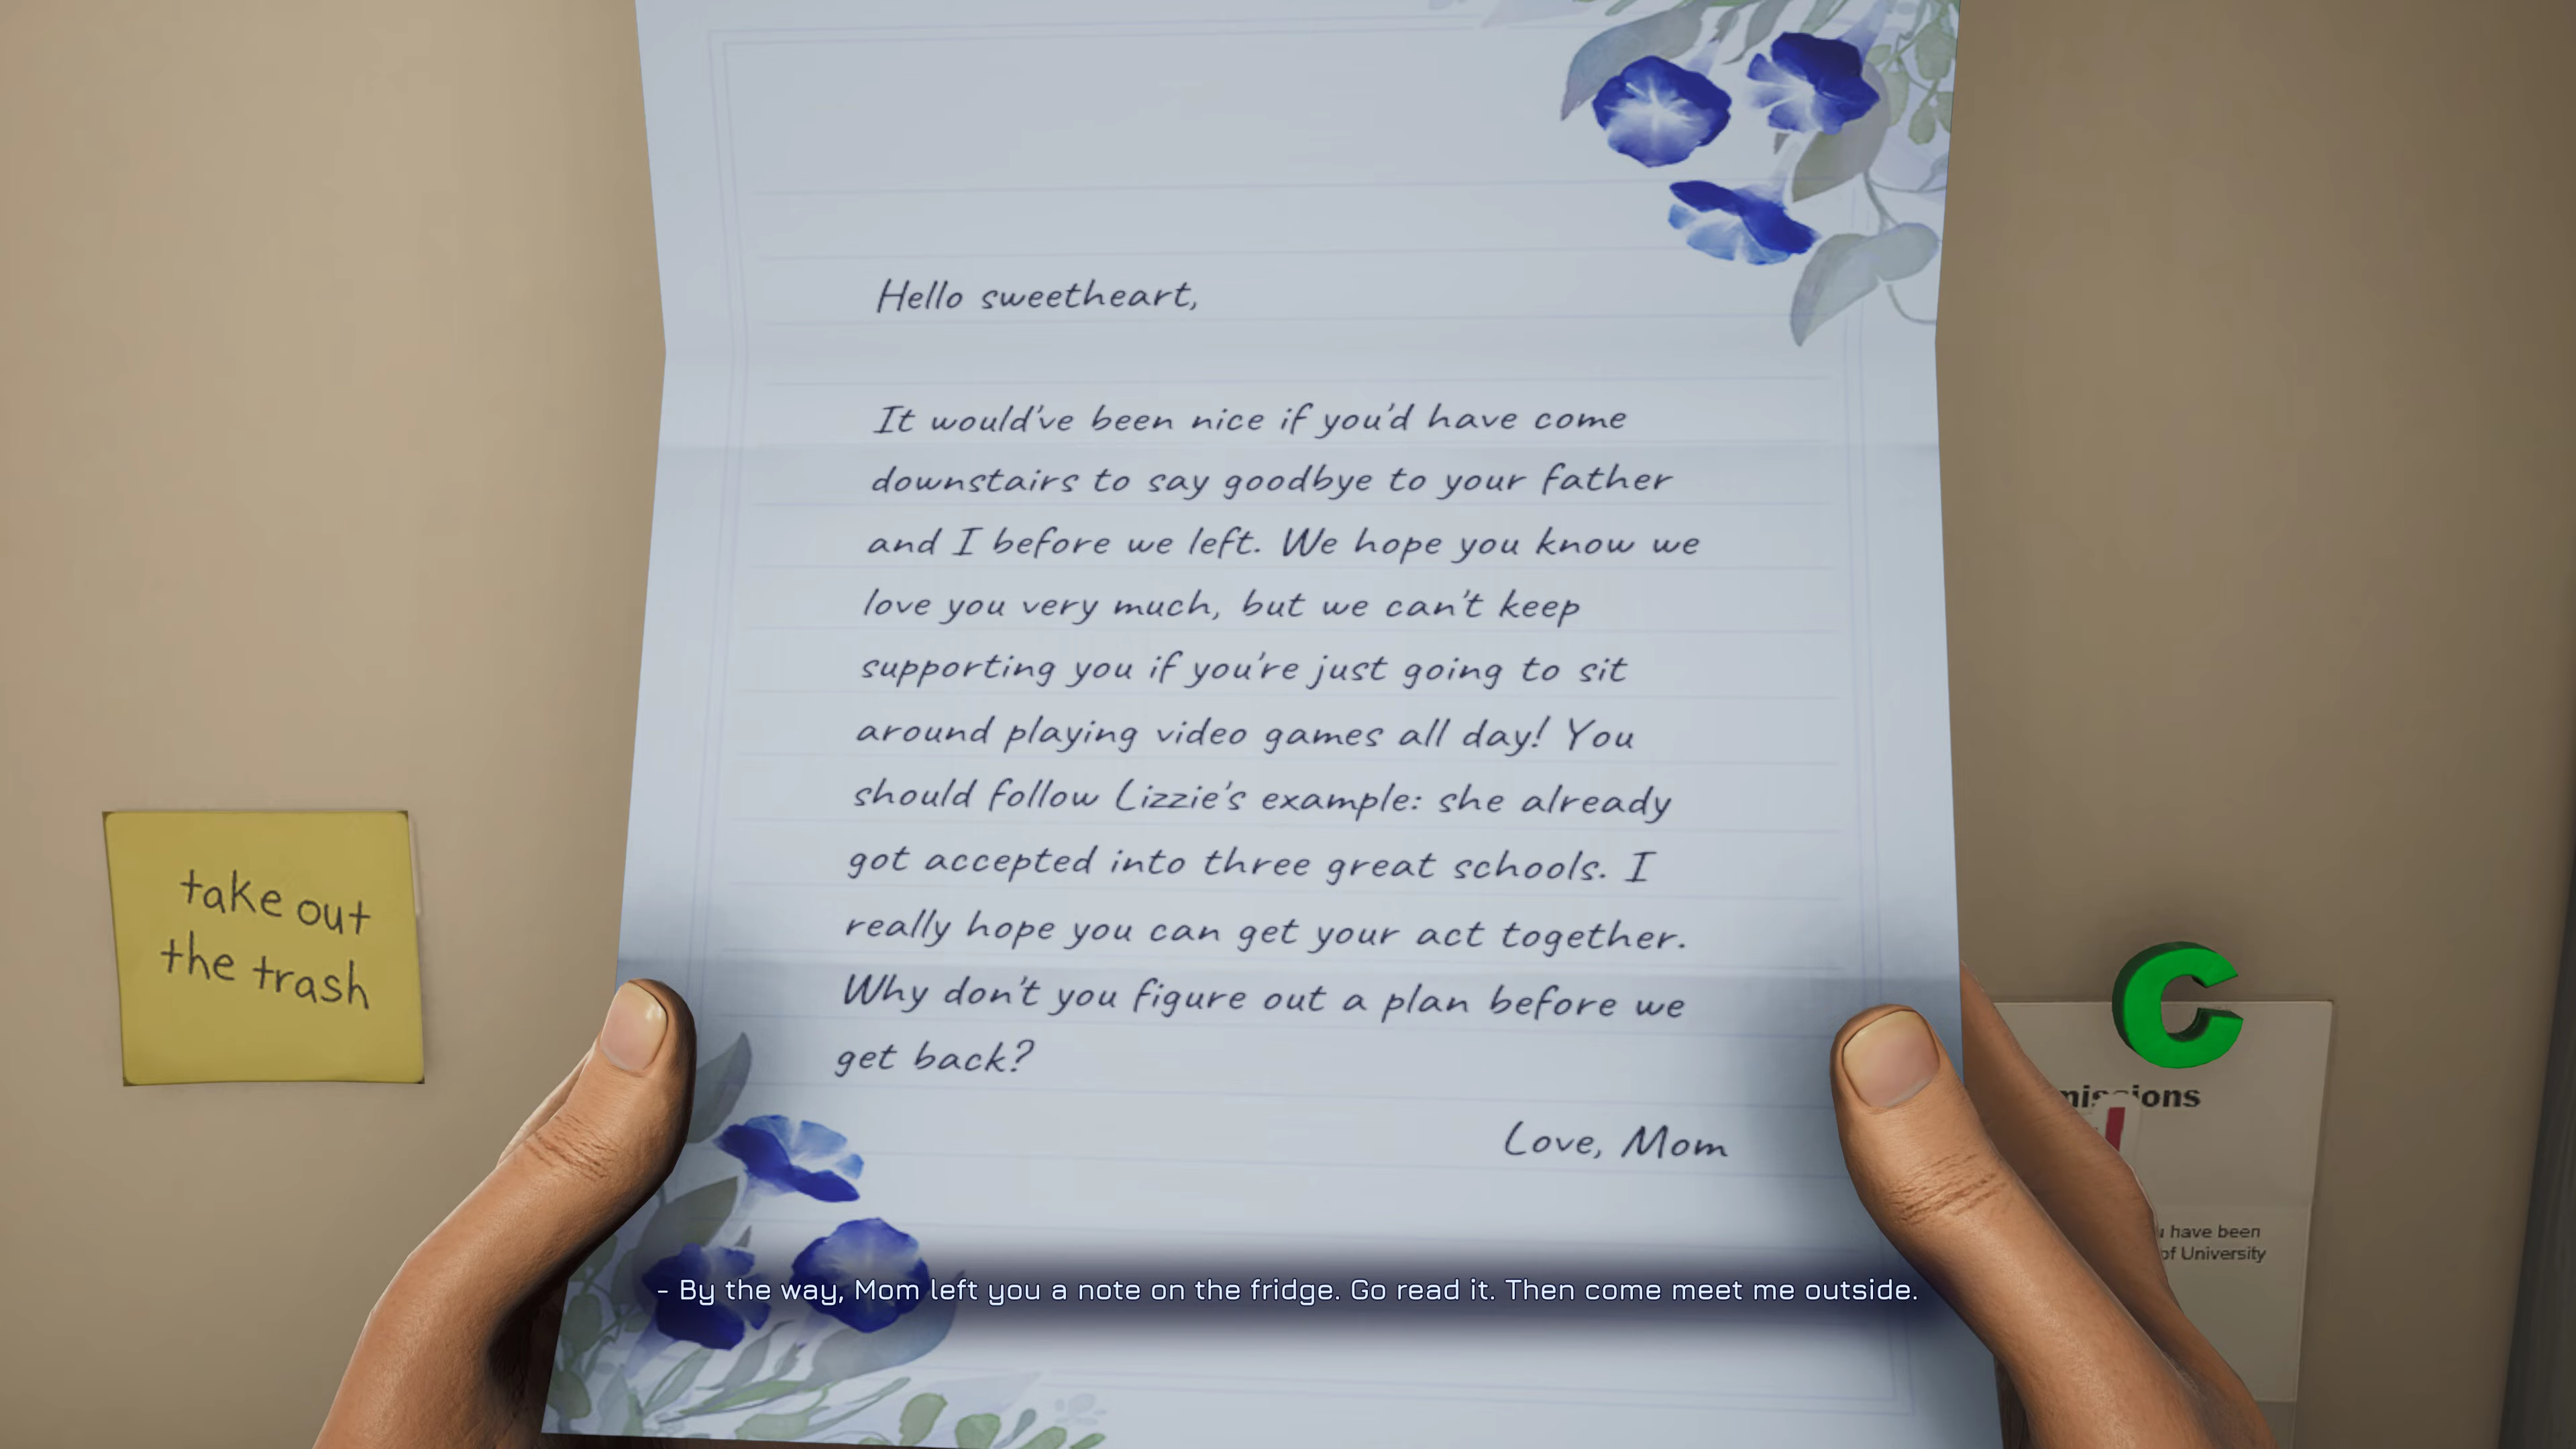 Hello sweetheart,
It would've been nice if you'd have come
downstairs to say goodbye to your father
and I before we left. We hope you know we
love you very much, but we can't keep
supporting you if you're just going to sit
around playing video games all day! You
should follow Lizzie's example: she already
got accepted into three great schools. I
really hope you can get your act together.
Why don't you figure out a plan before we
get back?
Love, Mom
take out
the trash
C
have been
of University
- By the way, Mom left you a note on the fridge. Go read it. Then come meet me outside.